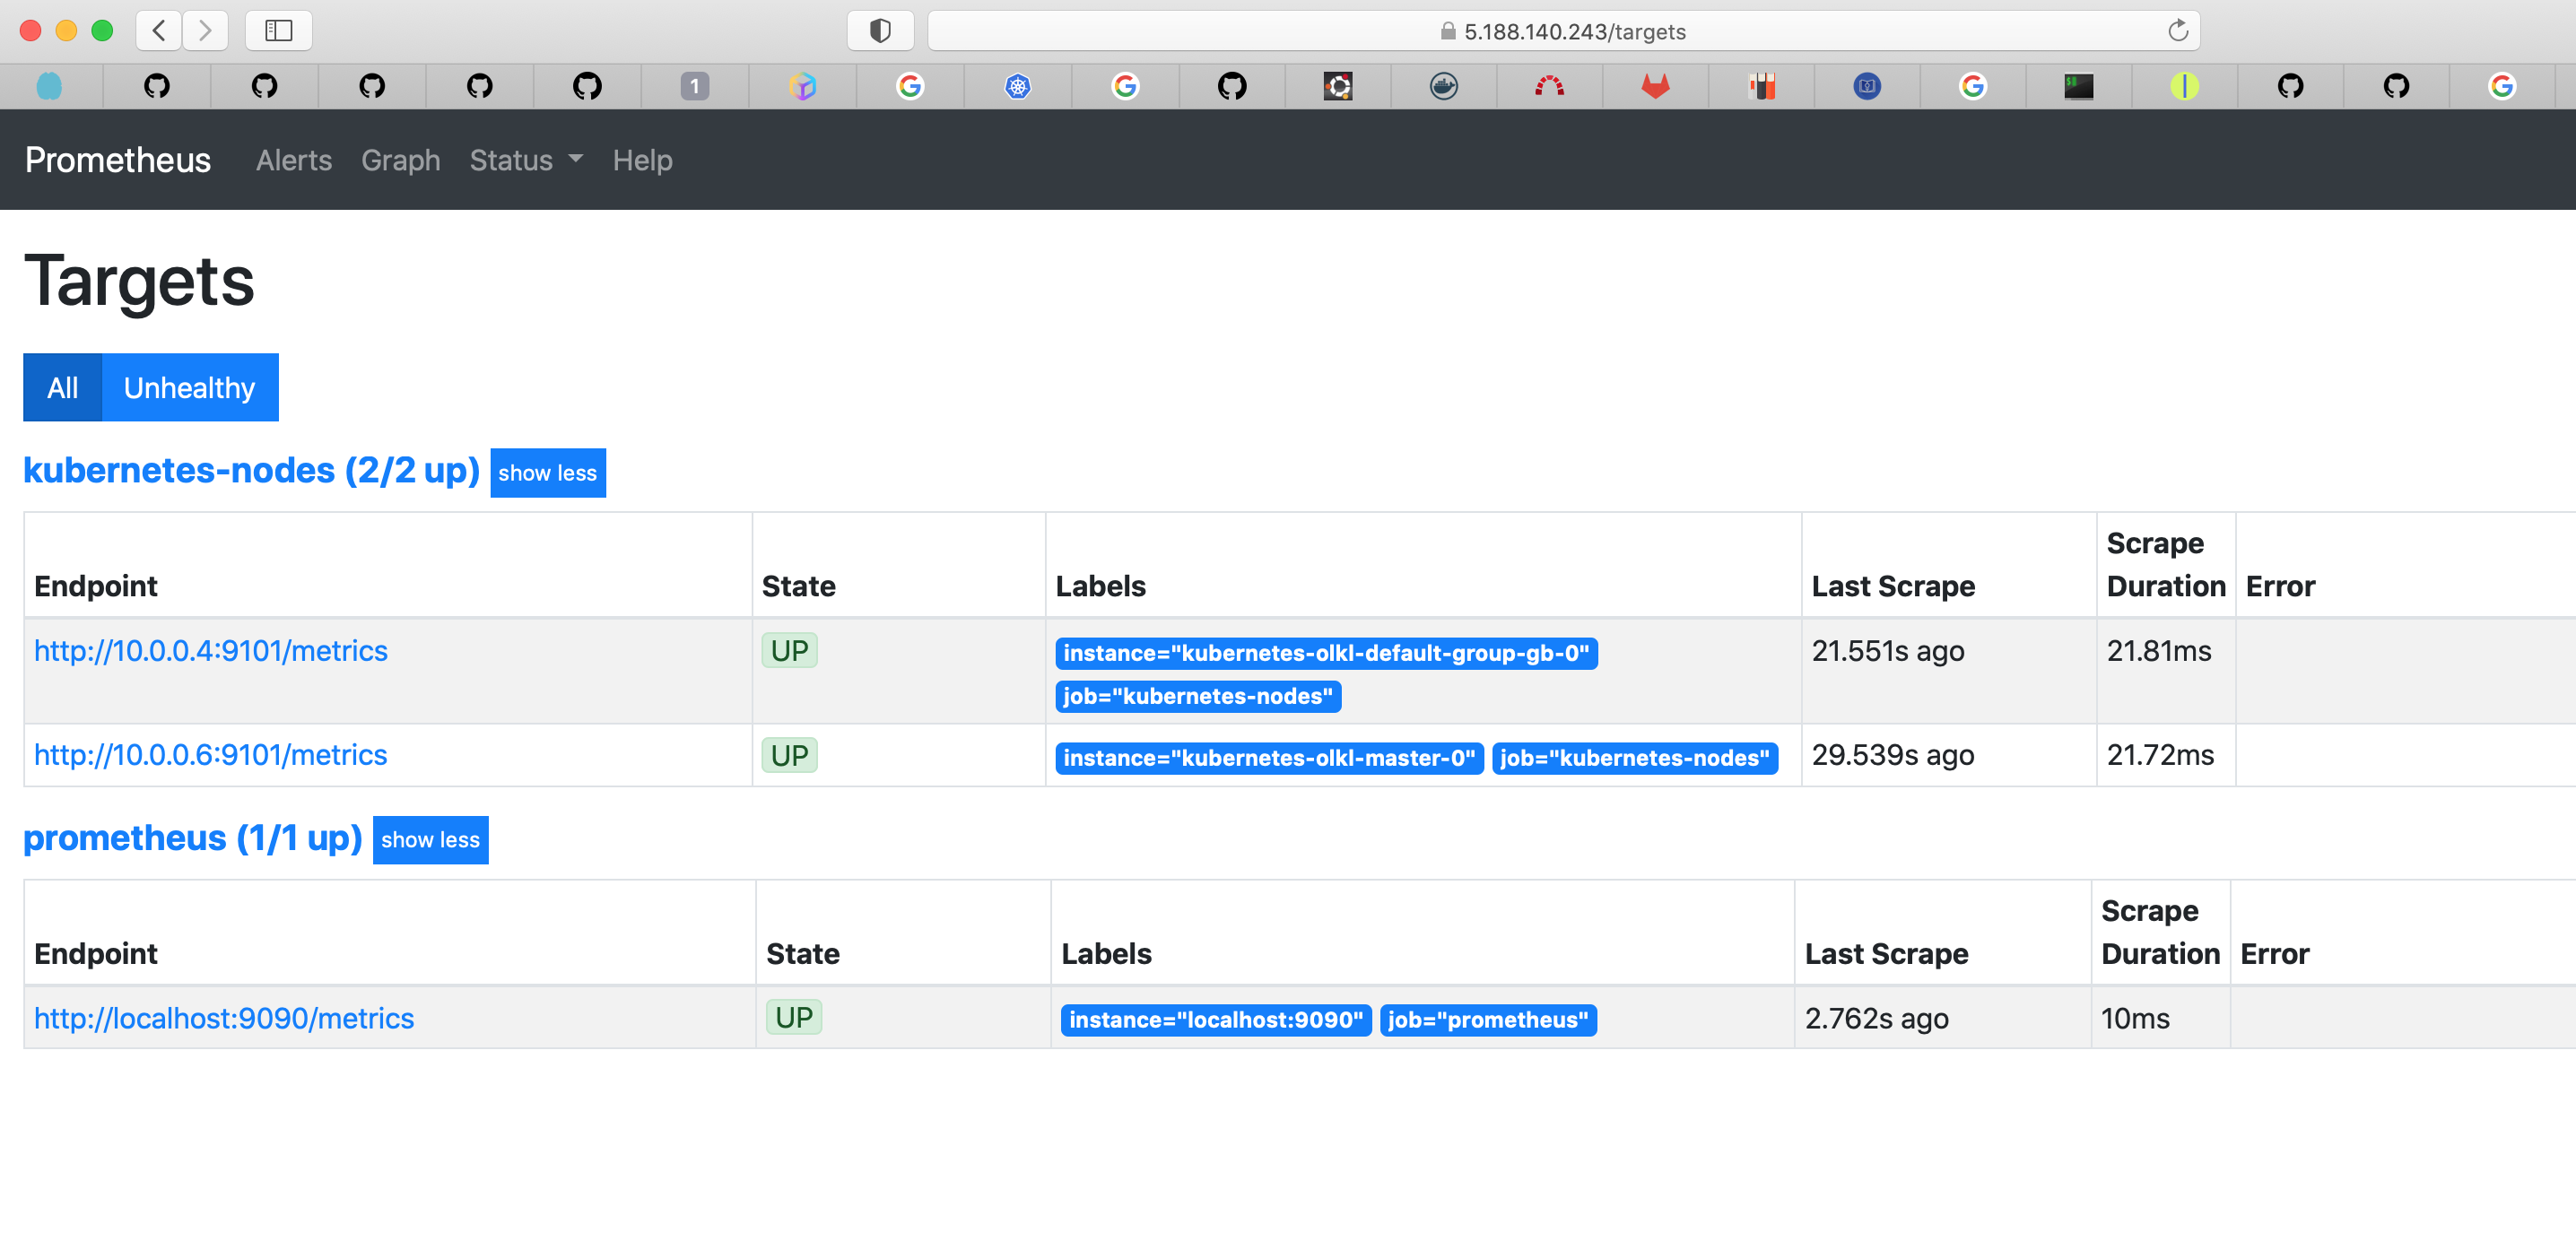 5.188.140.243/targets
1
Prometheus Alerts Graph Status Help
Targets
All Unhealthy
kubernetes-nodes (2/2 up) show less
Endpoint State Labels Last Scrape Scrape Duration Error
http://10.0.0.4:9101/metrics UP instance="kubernetes-olkl-default-group-gb-0" 21.551s ago 21.81ms
job="kubernetes-nodes"
http://10.0.0.6:9101/metrics UP instance="kubernetes-olkl-master-0" job="kubernetes-nodes" 29.539s ago 21.72ms
prometheus (1/1 up) show less
Endpoint State Labels Last Scrape Scrape Duration Error
http://localhost:9090/metrics UP instance="localhost:9090" job="prometheus" 2.762s ago 10ms